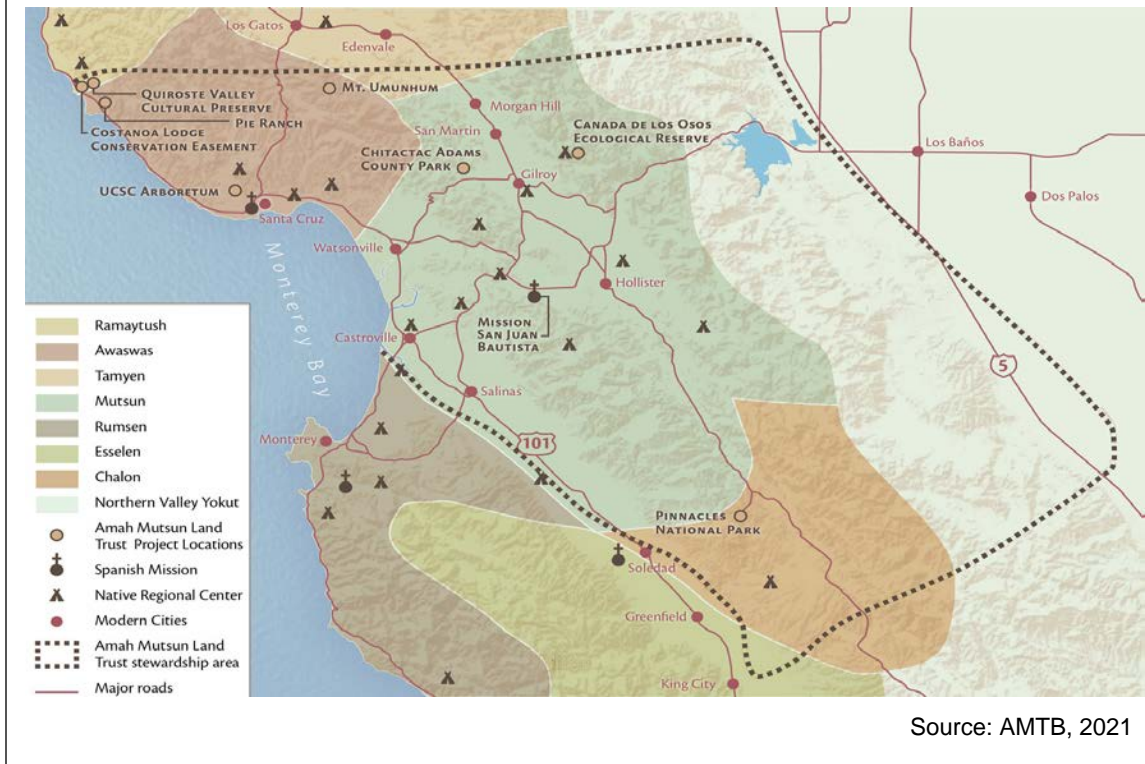 Los Gatos
Edenvale
Quiroste Valley
Cultural Preserve
Mt. Umunhum
Pie Ranch
Costanoa Lodge
Conservation Easement
Morgan Hill
San Martin
Canada de los Osos
Ecological Reserve
Chitactac Adams
County Park
Los Baños
Gilroy
UCSC Arboretum
Dos Palos
Santa Cruz
Watsonville
Monterey Bay
Hollister
Mission
San Juan
Bautista
Castroville
5
Salinas
Monterey
101
Pinnacles
National Park
Soledad
Greenfield
King City
Ramaytush
Awaswas
Tamyen
Mutsun
Rumsen
Esselen
Chalon
Northern Valley Yokut
Amah Mutsun Land
Trust Project Locations
Spanish Mission
Native Regional Center
Modern Cities
Amah Mutsun Land
Trust stewardship area
Major roads
Source: AMTB, 2021